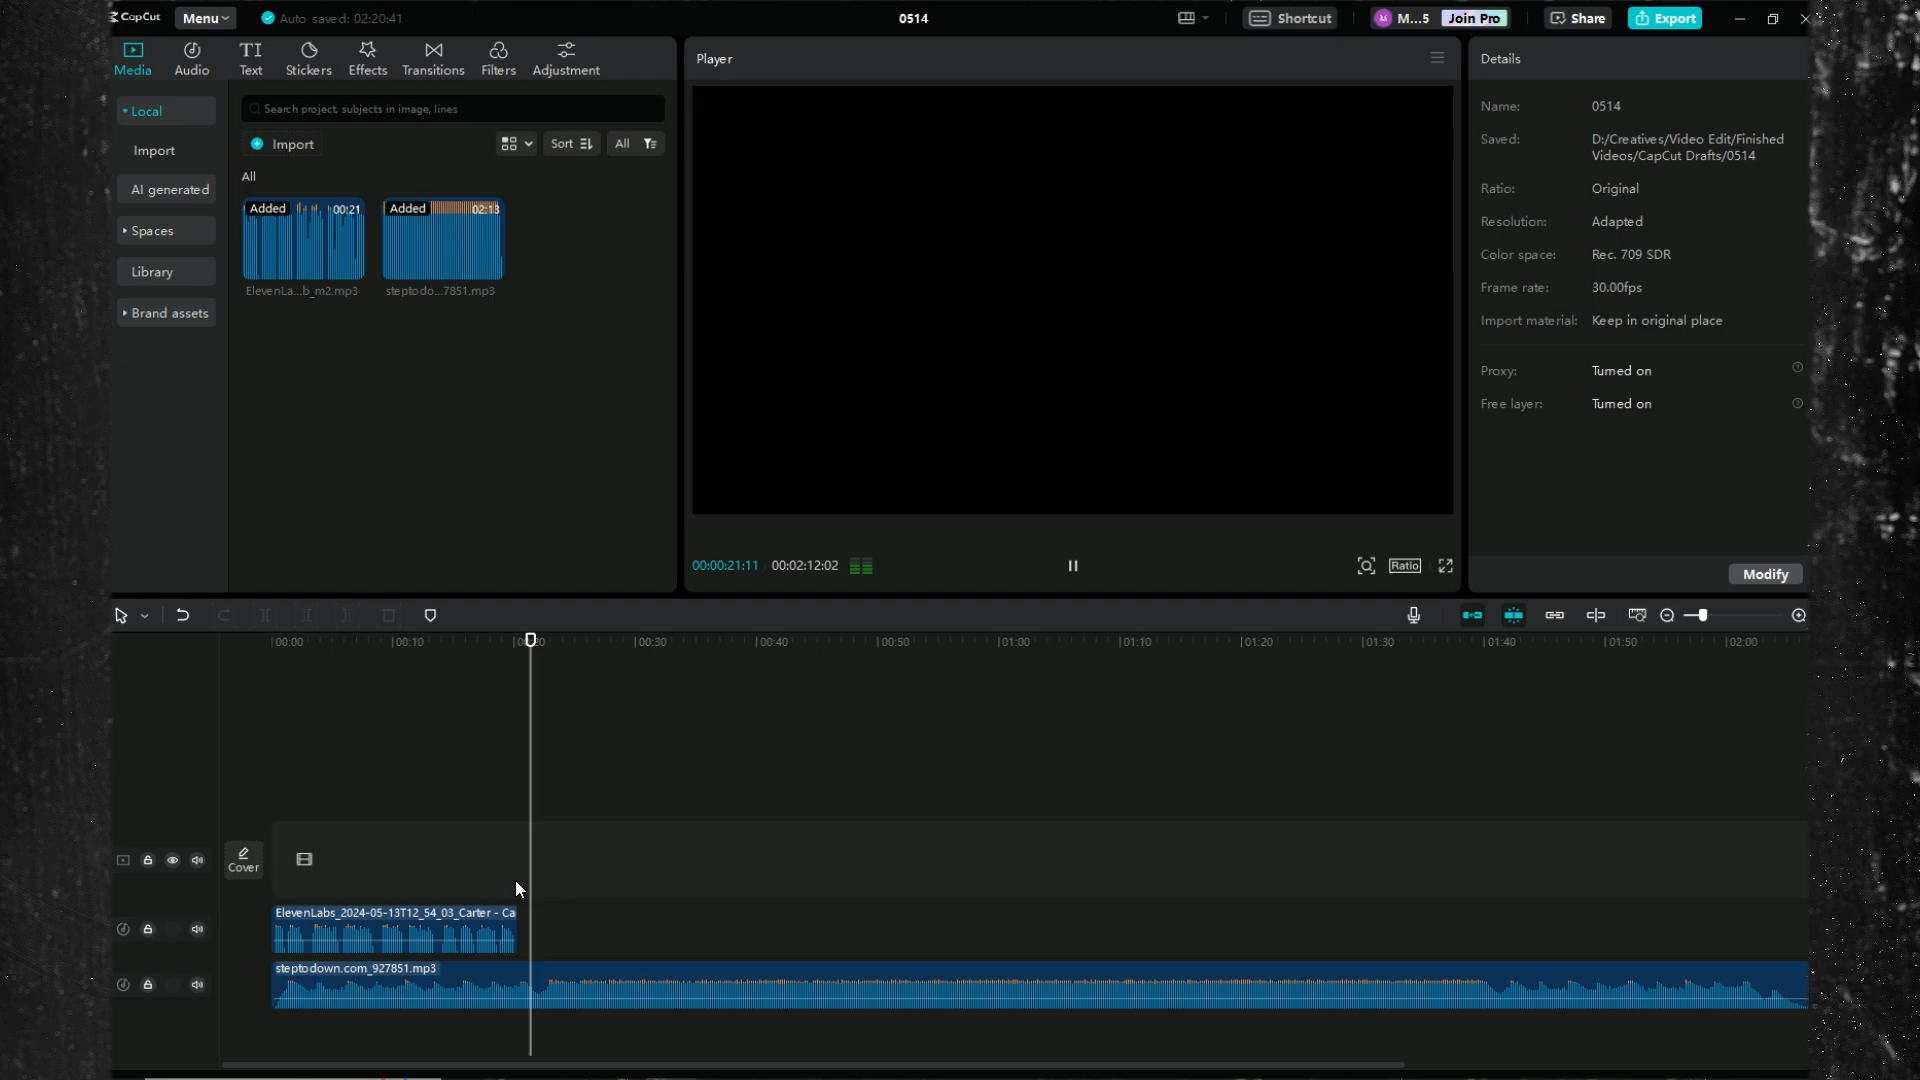 CapCut
Menu
Auto saved: 02:20:41
0514
Shortcut
M...5
Join Pro
Share
Export
Media
Audio
TI
Text
Stickers
Effects
Transitions
Filters
Adjustment
Local
Import
AI generated
Spaces
Library
Brand assets
Search project, subjects in image, lines
Import
Sort
All
All
Added
00:21
ElevenLa...b_m2.mp3
Added
02:13
steptodo...7851.mp3
Player
00:00:21:11
00:02:12:02
Ratio
Details
Name: 0514
Saved: D:/Creatives/Video Edit/Finished
Videos/CapCut Drafts/0514
Ratio: Original
Resolution: Adapted
Color space: Rec. 709 SDR
Frame rate: 30.00fps
Import material: Keep in original place
Proxy: Turned on
Free layer: Turned on
Modify
00:00
00:10
00:30
00:40
00:50
01:00
01:10
01:20
01:30
01:40
01:50
02:00
Cover
ElevenLabs_2024-05-13T12_54_03_Carter - Ca
steptodown.com_927851.mp3